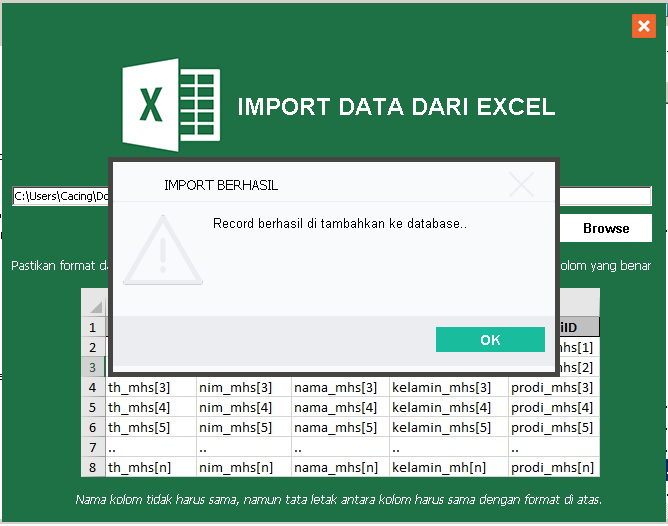 X
IMPORT DATA DARI EXCEL
IMPORT BERHASIL
C:\Users\Cacing\Do
Record berhasil di tambahkan ke database..
Browse
Pastikan format da
olom yang benar
OK
1 iID
2 mhs[1]
3 mhs[2]
4 th_mhs[3] nim_mhs[3] nama_mhs[3] kelamin_mhs[3] prodi_mhs[3]
5 th_mhs[4] nim_mhs[4] nama_mhs[4] kelamin_mhs[4] prodi_mhs[4]
6 th_mhs[5] nim_mhs[5] nama_mhs[5] kelamin_mhs[5] prodi_mhs[5]
7 .. .. .. .. ..
8 th_mhs[n] nim_mhs[n] nama_mhs[n] kelamin_mh[n] prodi_mhs[n]
Nama kolom tidak harus sama, namun tata letak antara kolom harus sama dengan format di atas.